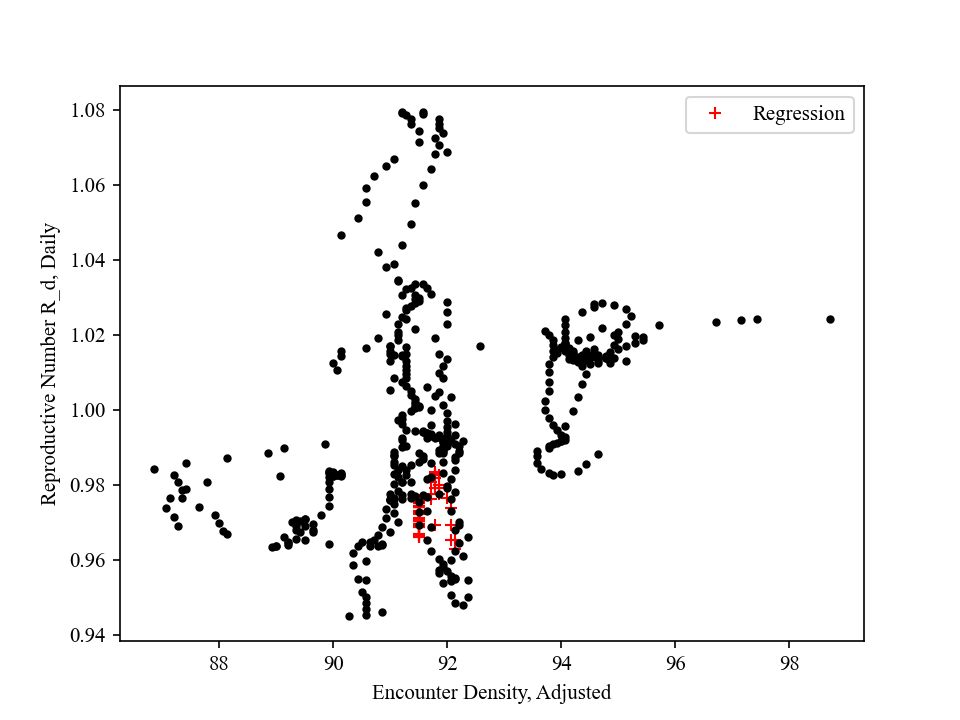 Regression
1.08
1.06
1.04
1.02
1.00
0.98
0.96
0.94
Reproductive Number R_d, Daily
88 90 92 94 96 98
Encounter Density, Adjusted